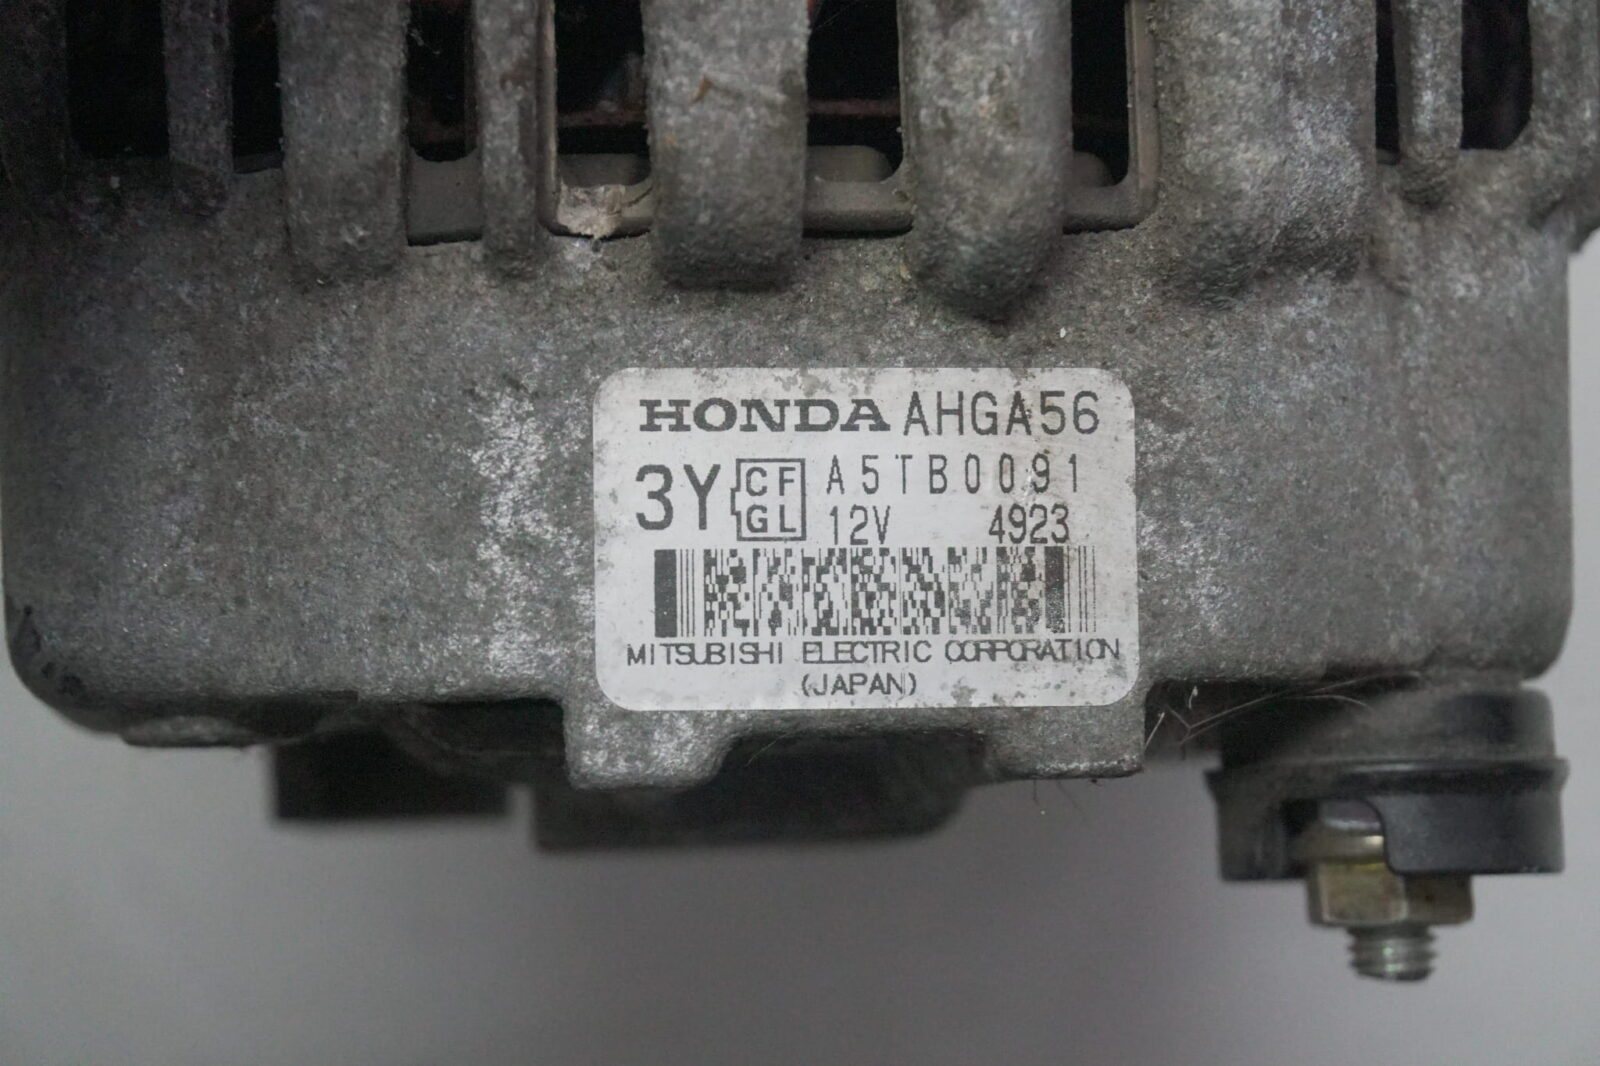 HONDA AHGA56
3Y CF GL A5TB0091
12V 4923
MITSUBISHI ELECTRIC CORPORATION
(JAPAN)